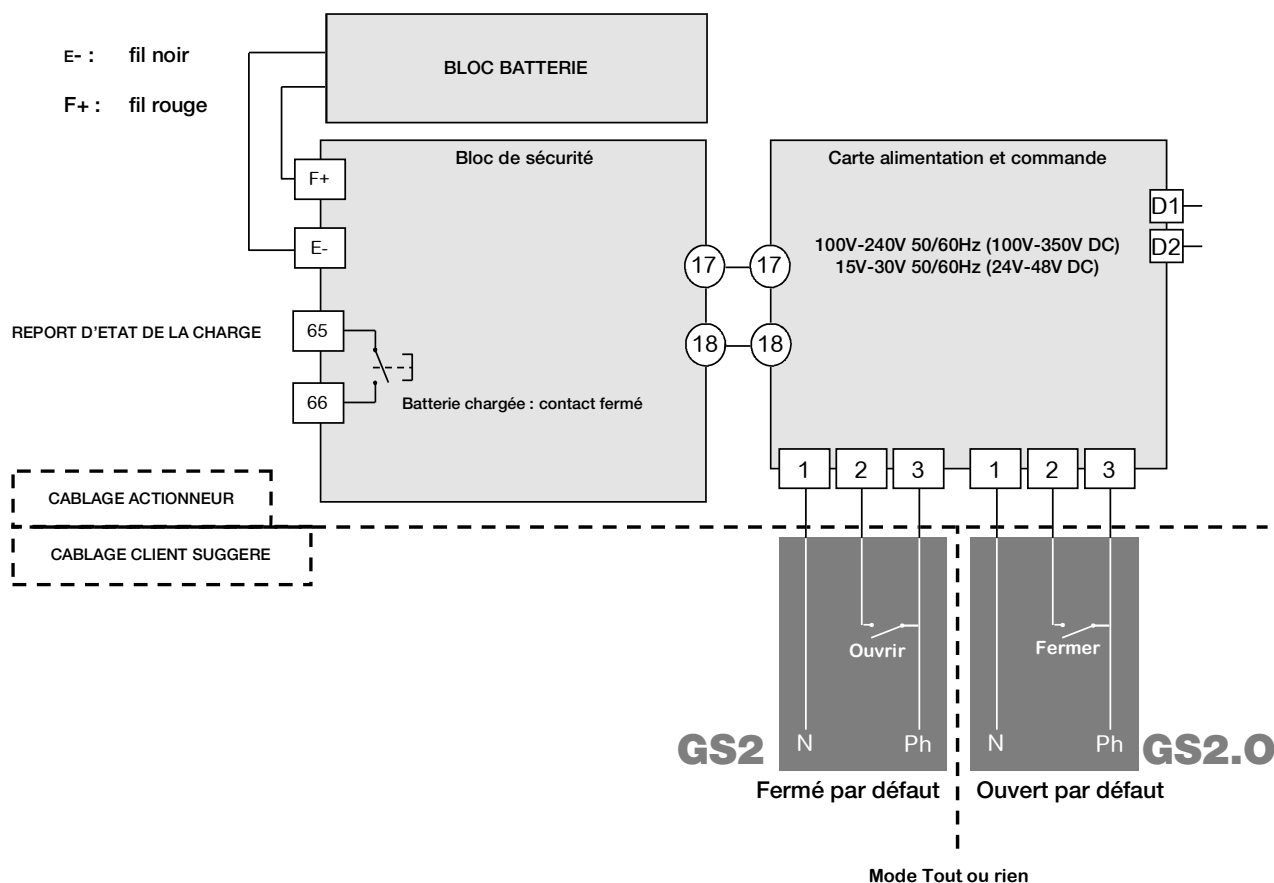 E- : fil noir
F+ : fil rouge
BLOC BATTERIE
Bloc de sécurité
F+
E-
REPORT D'ETAT DE LA CHARGE
65
66
Batterie chargée : contact fermé
17
18
Carte alimentation et commande
100V-240V 50/60Hz (100V-350V DC)
15V-30V 50/60Hz (24V-48V DC)
D1
D2
17
18
1 2 3 1 2 3
CABLAGE ACTIONNEUR
CABLAGE CLIENT SUGGERE
Ouvrir
N Ph
GS2
Fermé par défaut
Fermer
N Ph
GS2.O
Ouvert par défaut
Mode Tout ou rien